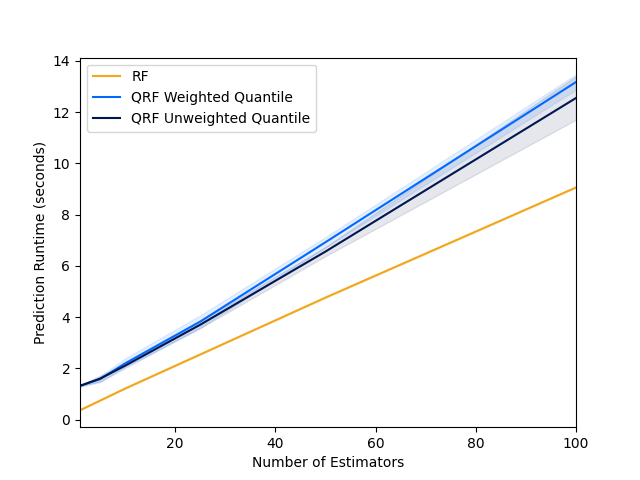 RF
QRF Weighted Quantile
QRF Unweighted Quantile
Prediction Runtime (seconds)
14
12
10
8
6
4
2
0
20 40 60 80 100
Number of Estimators